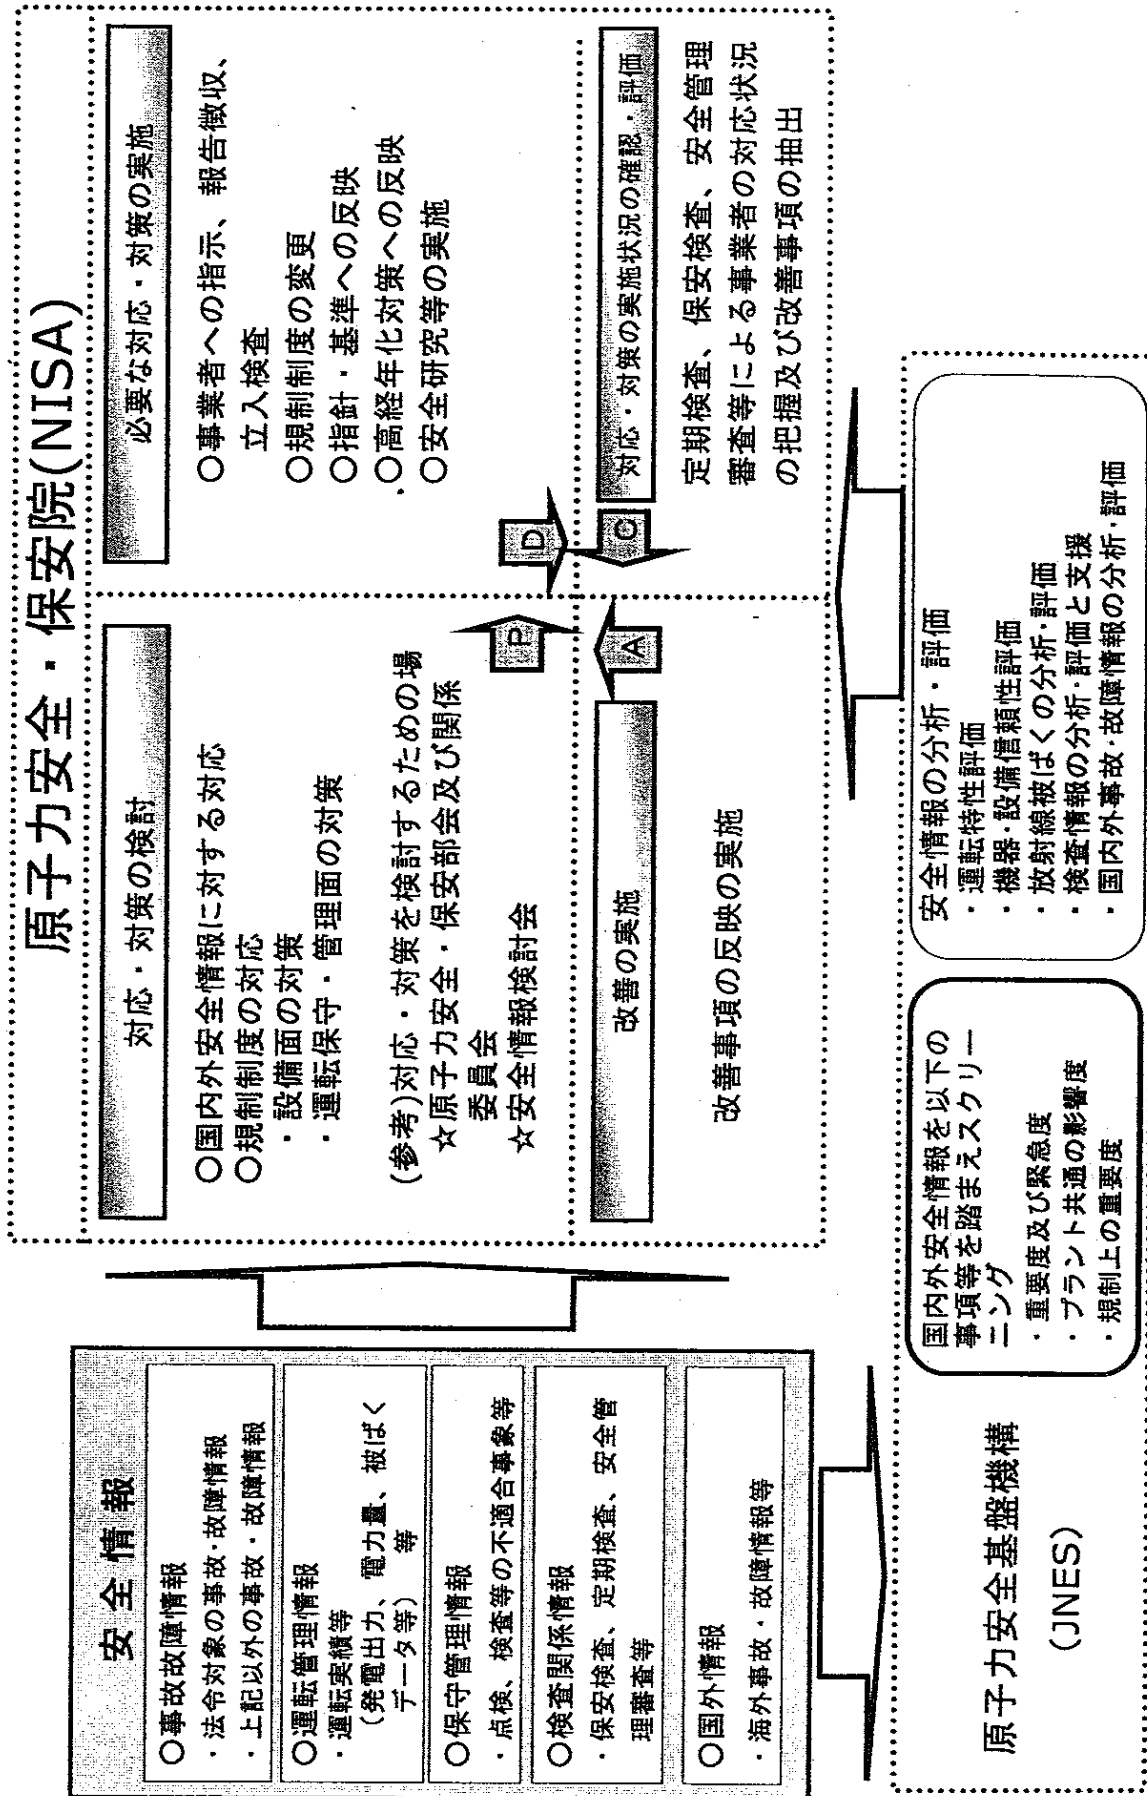 原子力安全・保安院(NISA)
安全情報
○事故故障情報
・法令対象の事故・故障情報
・上記以外の事故・故障情報
○運転管理情報
・運転実績等
(発電出力、電力量、被ばく
データ等)等
○保守管理情報
・点検、検査等の不適合事象等
○検査関係情報
・保安検査、定期検査、安全管
理審査等
○国外情報
・海外事故・故障情報等
対応・対策の検討
○国内外安全情報に対する対応
○規制制度の対応
・設備面の対策
・運転保守・管理面の対策
(参考)対応・対策を検討するための場
☆原子力安全・保安部会及び関係
委員会
☆安全情報検討会
P
必要な対応・対策の実施
○事業者への指示、報告徴収、
立入検査
○規制制度の変更
○指針・基準への反映
○高経年化対策への反映
○安全研究等の実施
D
改善の実施
改善事項の反映の実施
A
対応・対策の実施状況の確認・評価
定期検査、保安検査、安全管理
審査等による事業者の対応状況
の把握及び改善事項の抽出
C
原子力安全基盤機構
(JNES)
国内外安全情報を以下の
事項等を踏まえスクリー
ニング
・重要度及び緊急度
・プラント共通の影響度
・規制上の重要度
安全情報の分析・評価
・運転特性評価
・機器・設備信頼性評価
・放射線被ばくの分析・評価
・検査情報の分析・評価と支援
・国内外事故・故障情報の分析・評価